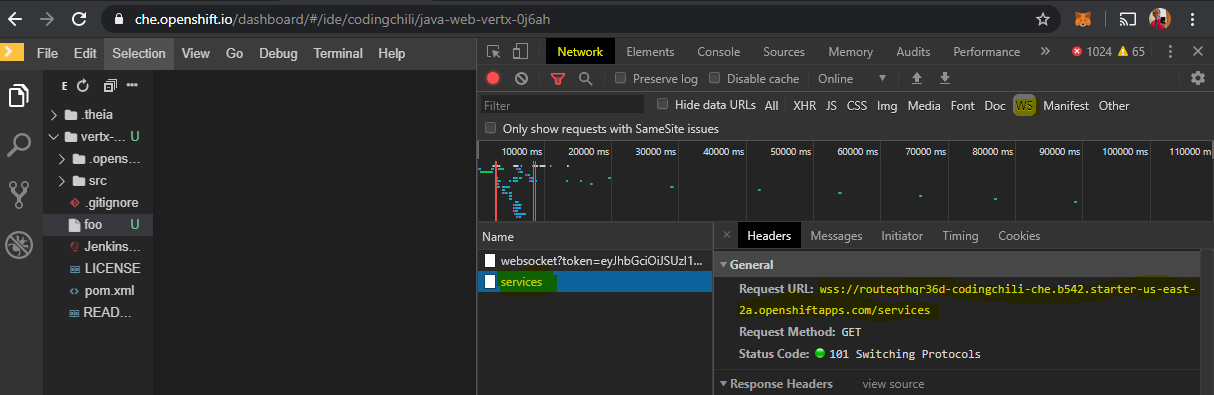 che.openshift.io/dashboard/#/ide/codingchili/java-web-vertx-0j6ah
File Edit Selection View Go Debug Terminal Help
E
.theia
vertx-... U
.opens...
src
.gitignore
foo U
Jenkins...
LICENSE
pom.xml
READ...
Network Elements Console Sources Memory Audits Performance » 1024 65
Preserve log Disable cache Online
Filter Hide data URLs All XHR JS CSS Img Media Font Doc WS Manifest Other
Only show requests with SameSite issues
10000 ms 20000 ms 30000 ms 40000 ms 50000 ms 60000 ms 70000 ms 80000 ms 90000 ms 100000 ms 110000 m
Name
websocket?token=eyJhbGciOiJSUzI1...
services
Headers Messages Initiator Timing Cookies
General
Request URL: wss://routeqthqr36d-codingchili-che.b542.starter-us-east-
2a.openshiftapps.com/services
Request Method: GET
Status Code: 101 Switching Protocols
Response Headers view source